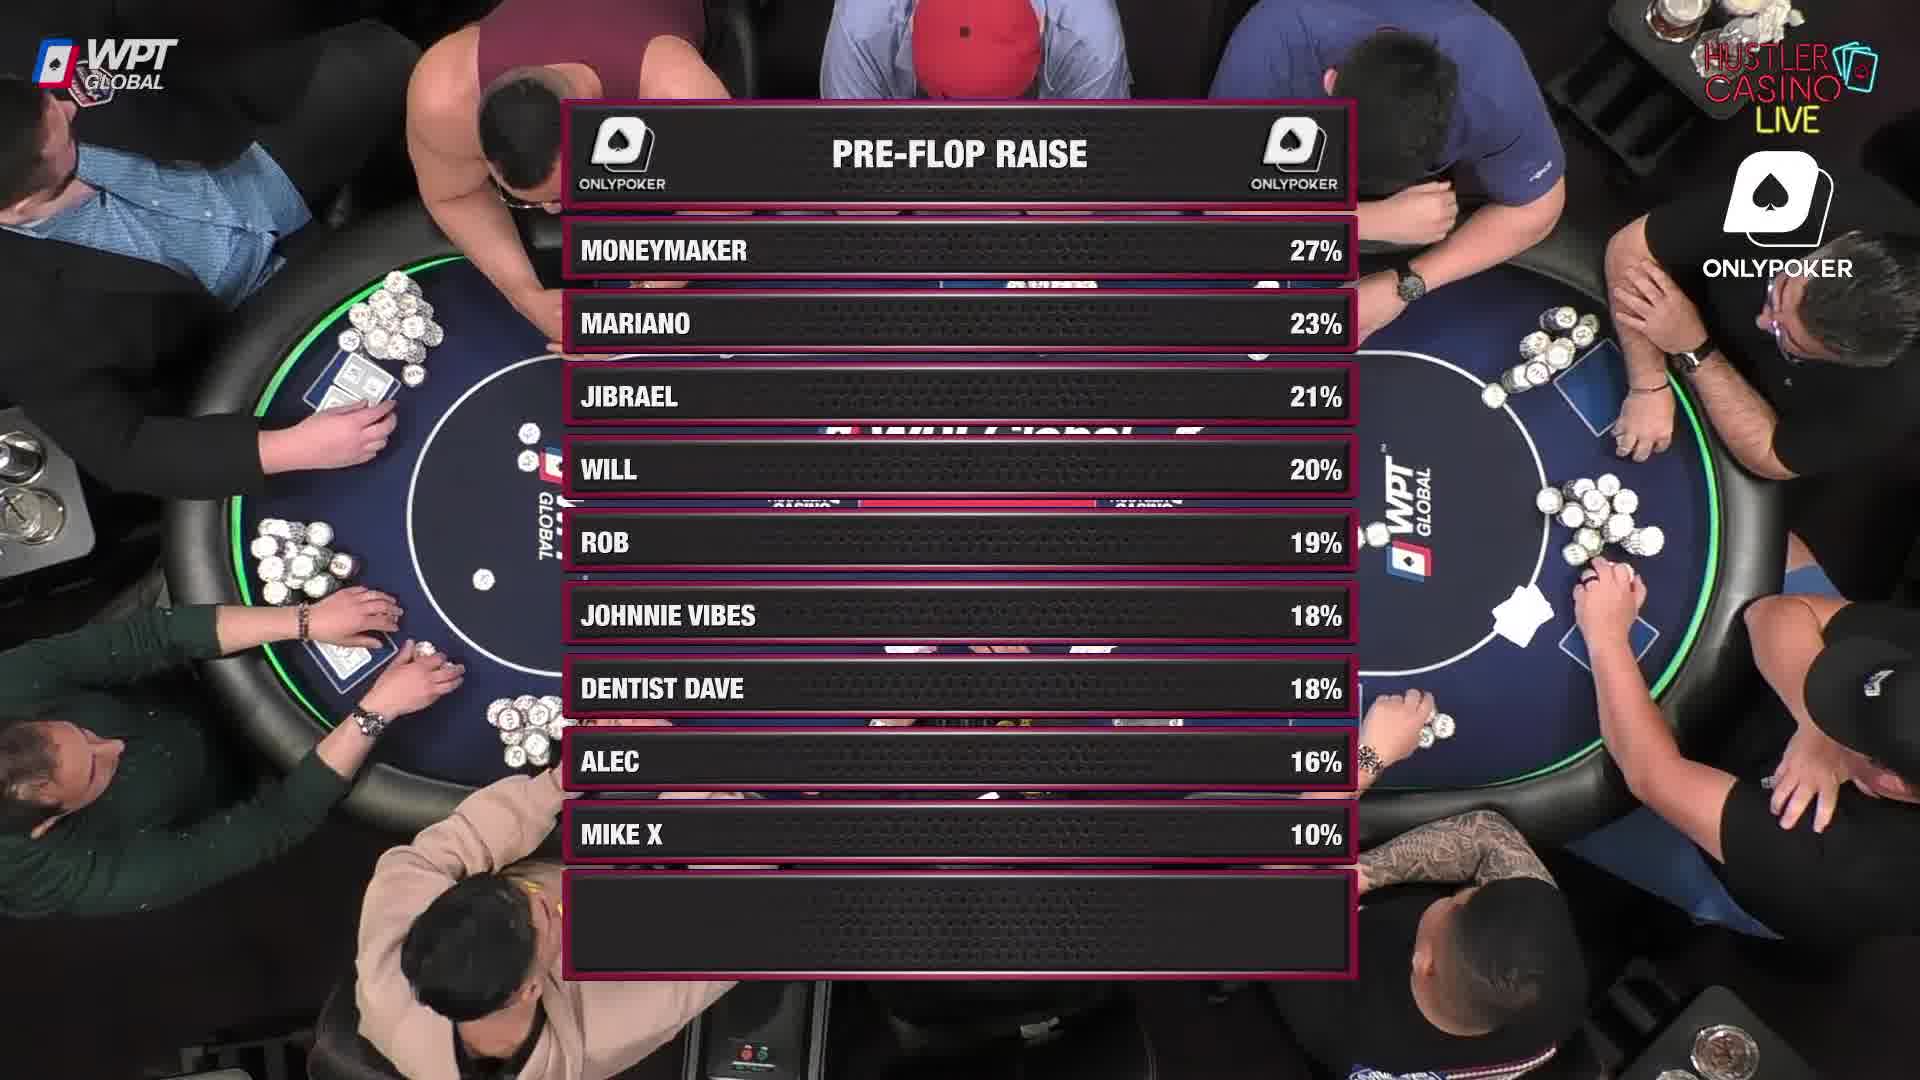 WPT
GLOBAL
HUSTLER
CASINO
LIVE
ONLYPOKER
PRE-FLOP RAISE
ONLYPOKER
ONLYPOKER
MONEYMAKER 27%
MARIANO 23%
JIBRAEL 21%
WILL 20%
ROB 19%
JOHNNIE VIBES 18%
DENTIST DAVE 18%
ALEC 16%
MIKE X 10%
WPT
GLOBAL
GLOBAL